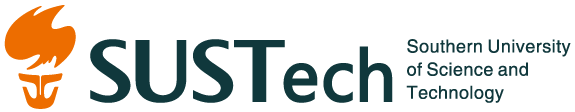 SUSTech
Southern University
of Science and
Technology